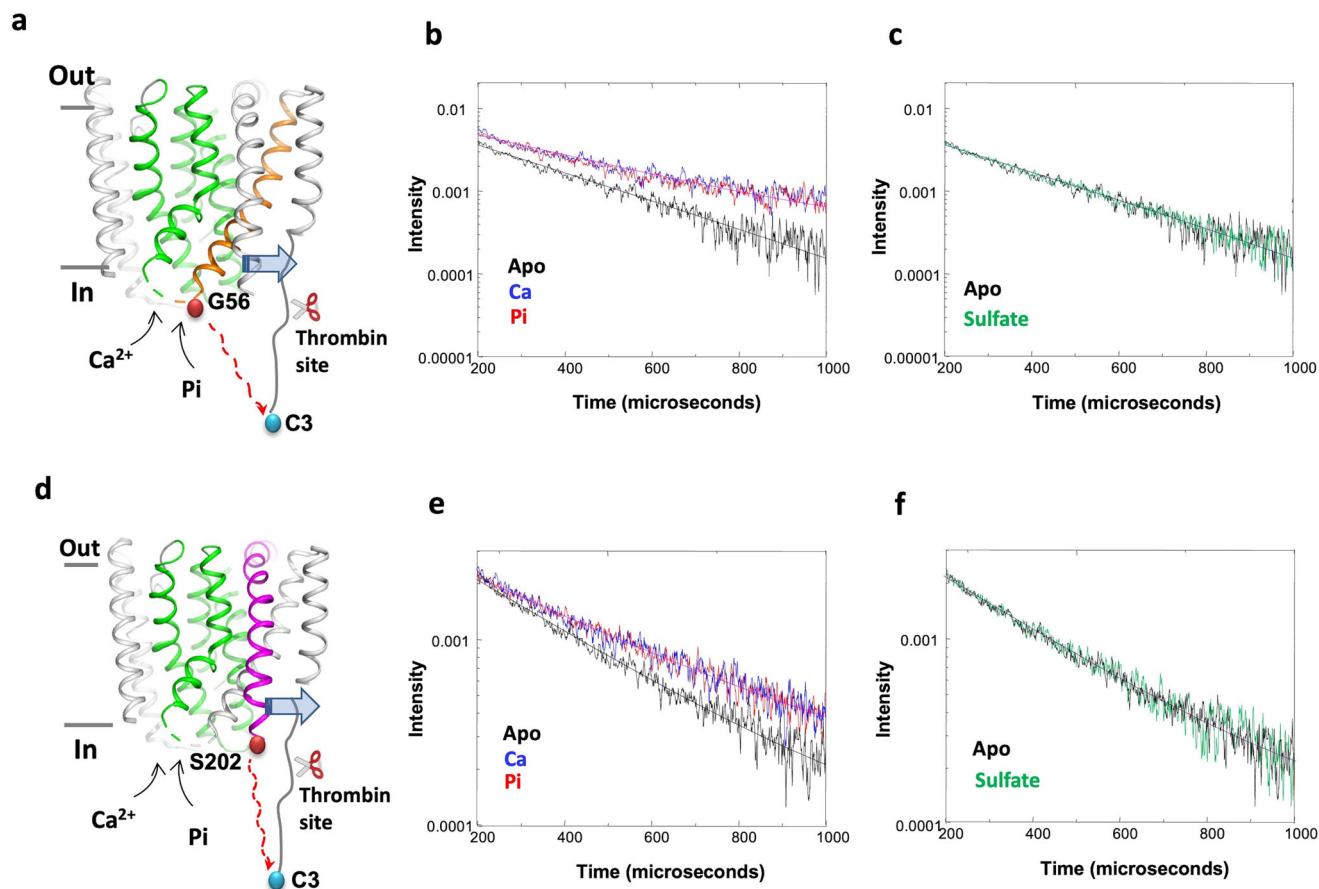 a
Out
In
G56
Ca2+
Pi
Thrombin
site
C3
b
Intensity
0.01
0.001
0.0001
0.00001
Apo
Ca
Pi
200 400 600 800 1000
Time (microseconds)
c
Intensity
0.01
0.001
0.0001
0.00001
Apo
Sulfate
200 400 600 800 1000
Time (microseconds)
d
Out
In
S202
Ca2+
Pi
Thrombin
site
C3
e
Intensity
0.001
0.0001
Apo
Ca
Pi
200 400 600 800 1000
Time (microseconds)
f
Intensity
0.001
0.0001
Apo
Sulfate
200 400 600 800 1000
Time (microseconds)